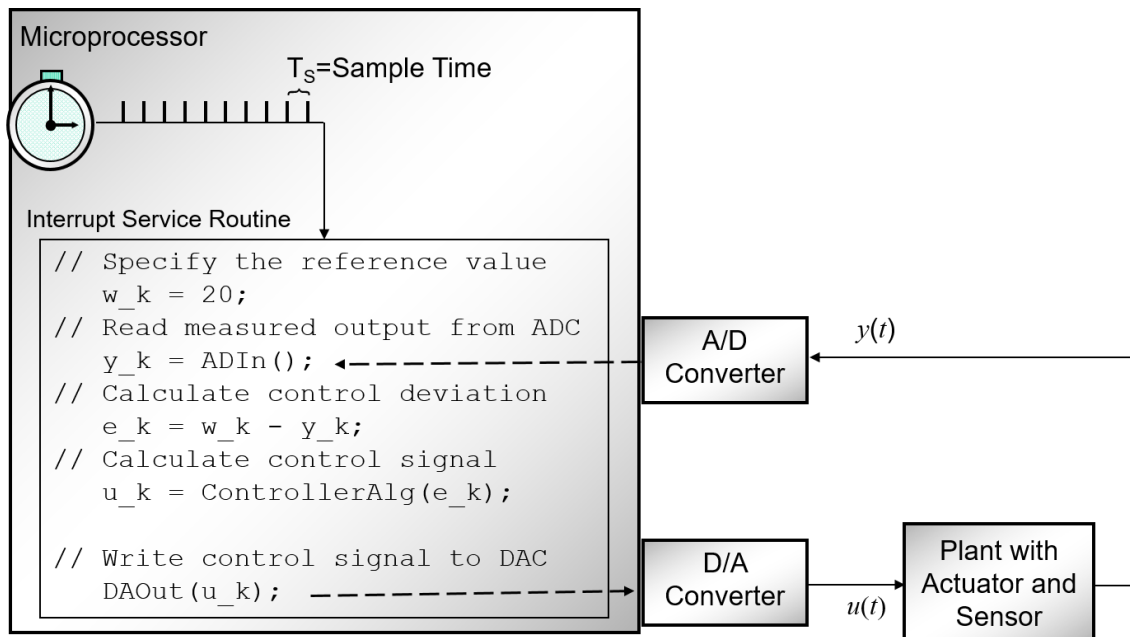 Microprocessor
T_S=Sample Time
Interrupt Service Routine
// Specify the reference value
w_k = 20;
// Read measured output from ADC
y_k = ADIn();
// Calculate control deviation
e_k = w_k - y_k;
// Calculate control signal
u_k = ControllerAlg(e_k);
// Write control signal to DAC
DAOut(u_k);
A/D
Converter
y(t)
D/A
Converter
u(t)
Plant with
Actuator and
Sensor